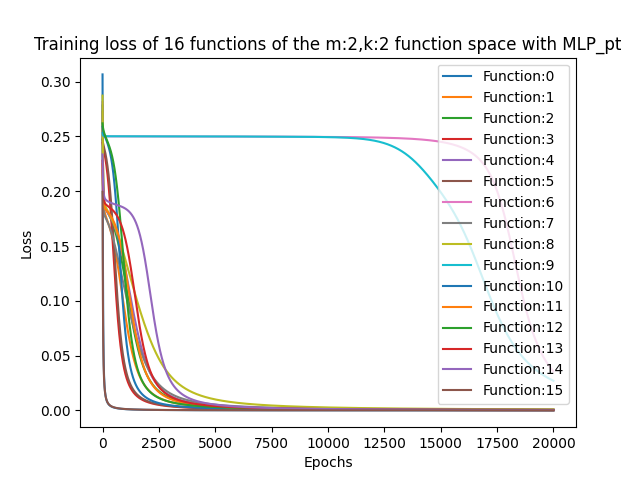 Training loss of 16 functions of the m:2,k:2 function space with MLP_pt
0.30
0.25
0.20
0.15
0.10
0.05
0.00
Loss
0
2500
5000
7500
10000
12500
15000
17500
20000
Epochs
Function:0
Function:1
Function:2
Function:3
Function:4
Function:5
Function:6
Function:7
Function:8
Function:9
Function:10
Function:11
Function:12
Function:13
Function:14
Function:15